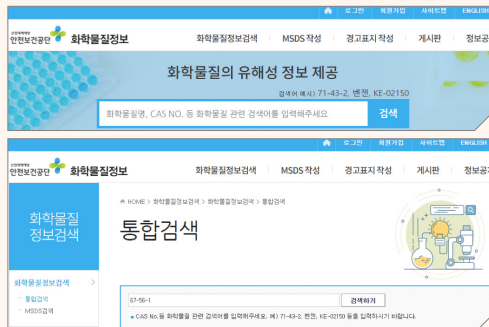 로그인 회원가입 사이트맵 ENGLISH
산업재해예방
안전보건공단 화학물질정보 화학물질정보검색 MSDS 작성 경고표지 작성 게시판 정보공
화학물질의 유해성 정보 제공
검색어 예시) 71-43-2, 벤젠, KE-02150
화학물질명, CAS NO. 등 화학물질 관련 검색어를 입력해주세요 검색
로그인 회원가입 사이트맵 ENGLISH
산업재해예방
안전보건공단 화학물질정보 화학물질정보검색 MSDS 작성 경고표지 작성 게시판 정보공
화학물질
정보검색
HOME > 화학물질정보검색 > 화학물질정보검색 > 통합검색
통합검색
화학물질정보검색 >
통합검색
MSDS검색
67-56-1 검색하기
CAS No.등 화학물질 관련 검색어를 입력해주세요. 예) 71-43-2, 벤젠, KE-02150 등을 입력하시기 바랍니다.